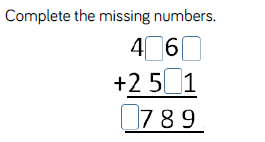 Complete the missing numbers.
4□6□
+2 5□1
□7 8 9